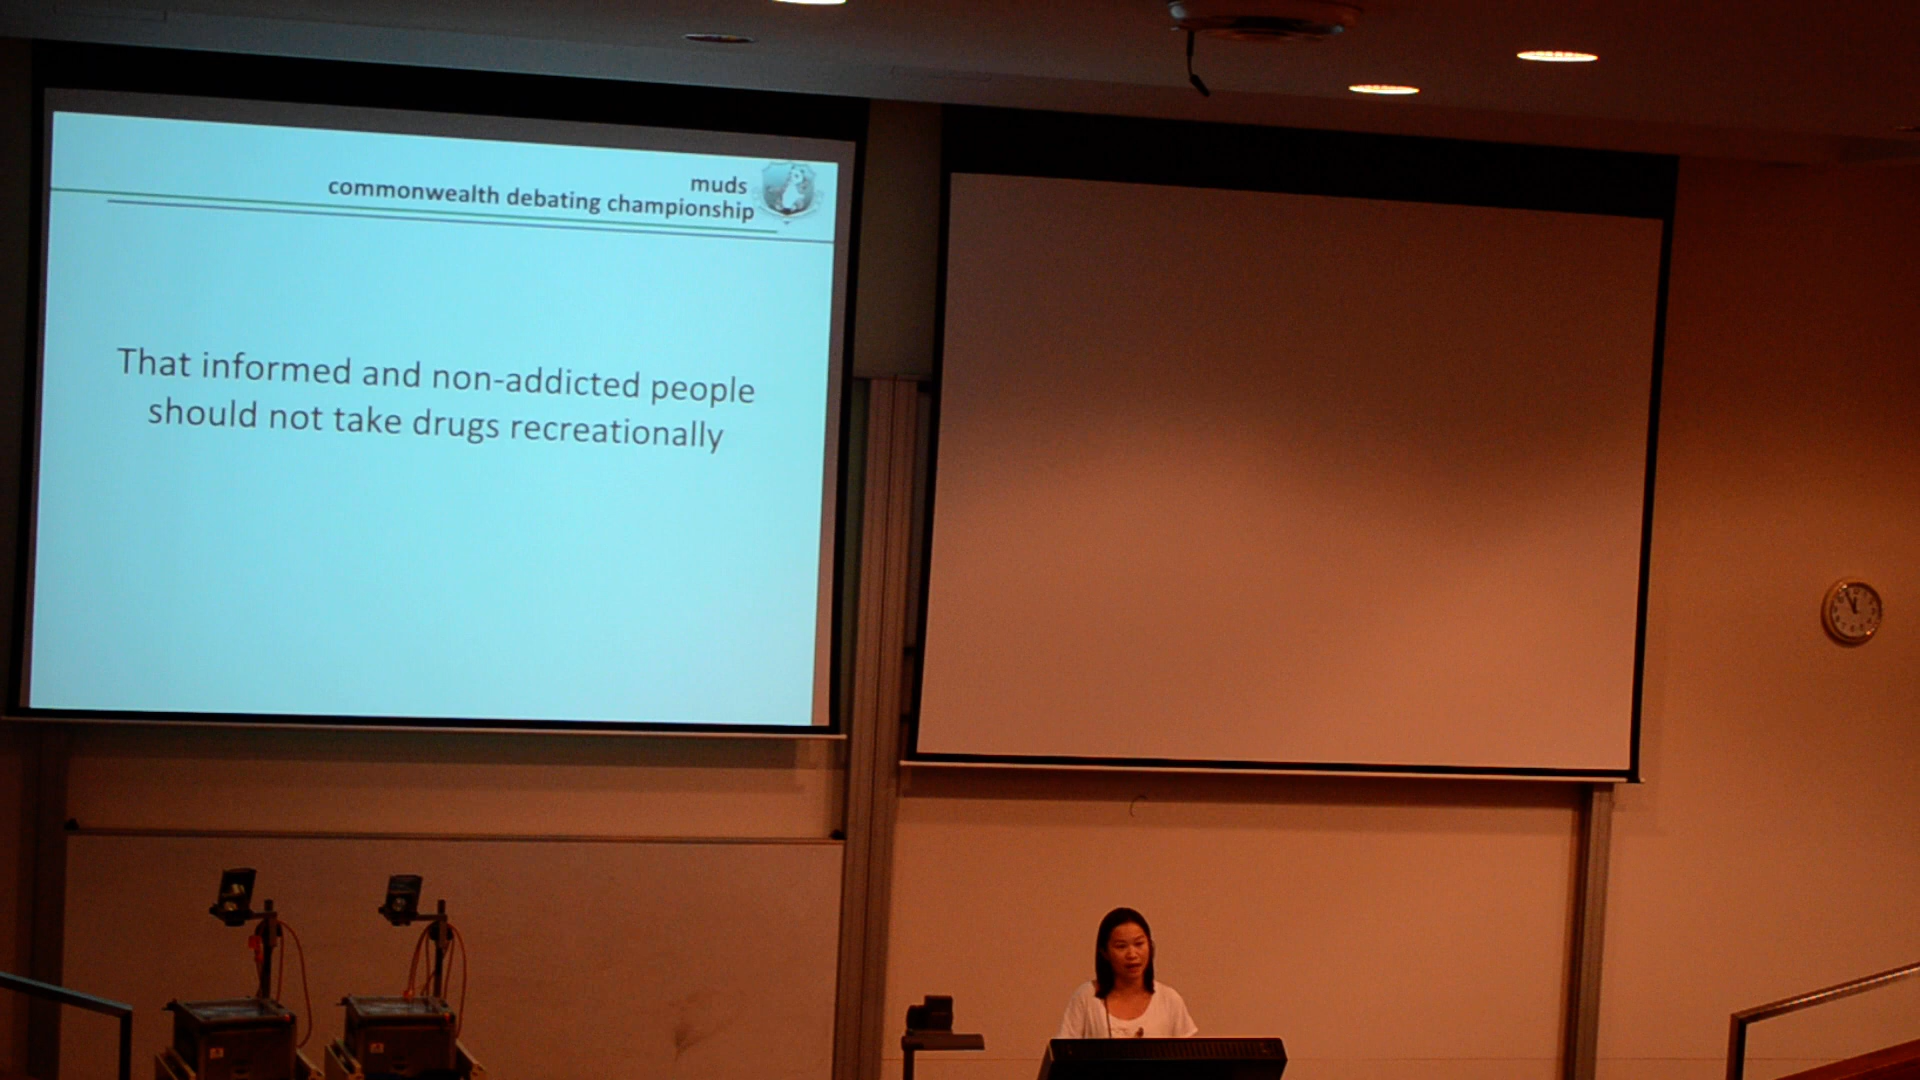 muds
commonwealth debating championship
That informed and non-addicted people
should not take drugs recreationally